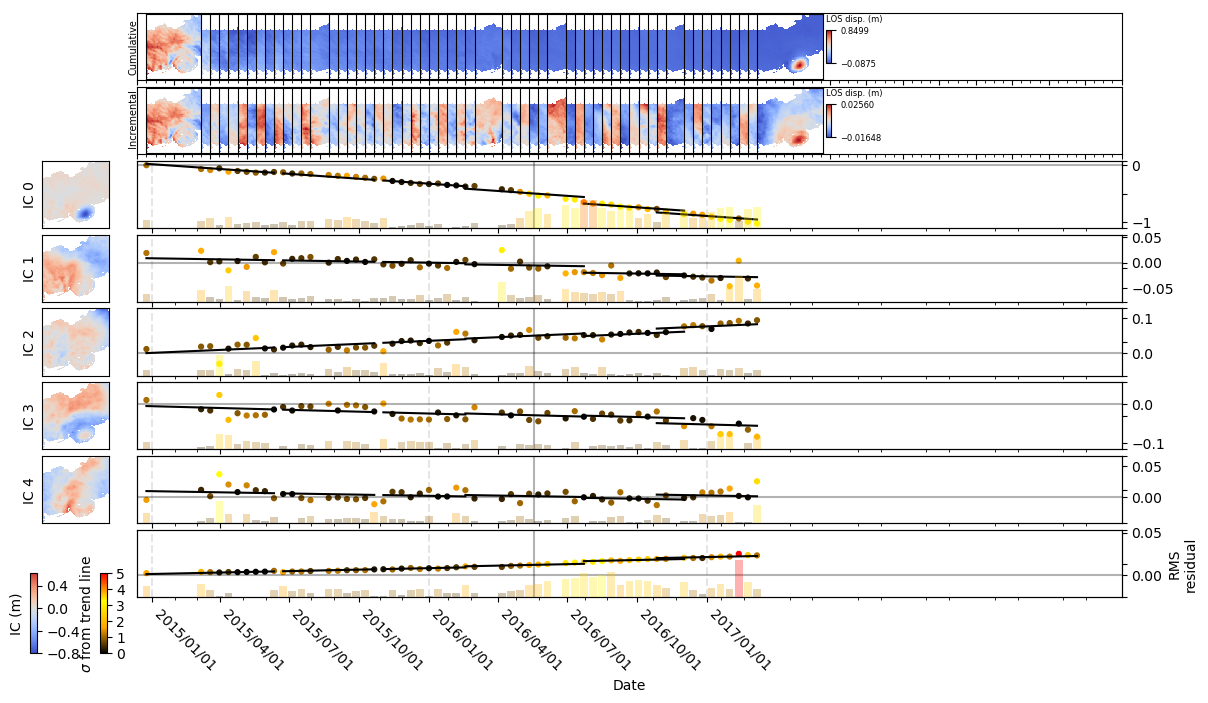 Cumulative
LOS disp. (m)
0.8499
−0.0875
Incremental
LOS disp. (m)
0.02560
−0.01648
IC 0
0
−1
IC 1
0.05
0.00
−0.05
IC 2
0.1
0.0
IC 3
0.0
−0.1
IC 4
0.05
0.00
0.05
0.00
RMS
residual
IC (m)
0.4
0.0
−0.4
−0.8
σ from trend line
5
4
3
2
1
0
2015/01/01
2015/04/01
2015/07/01
2015/10/01
2016/01/01
2016/04/01
2016/07/01
2016/10/01
2017/01/01
Date